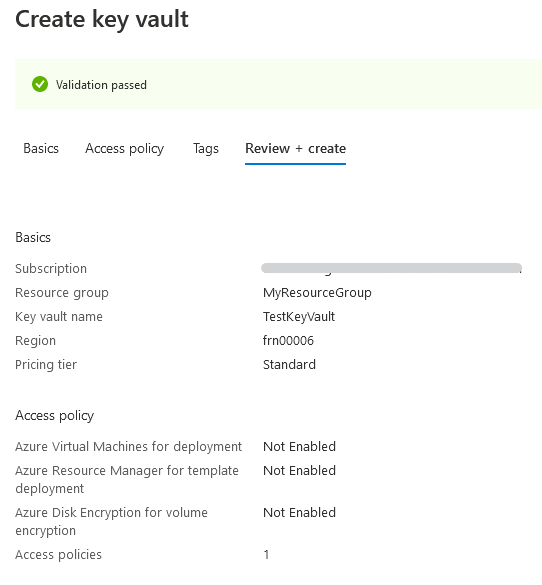 Create key vault
Validation passed
Basics Access policy Tags Review + create
Basics
Subscription
Resource group MyResourceGroup
Key vault name TestKeyVault
Region frn00006
Pricing tier Standard
Access policy
Azure Virtual Machines for deployment Not Enabled
Azure Resource Manager for template Not Enabled
deployment
Azure Disk Encryption for volume Not Enabled
encryption
Access policies 1